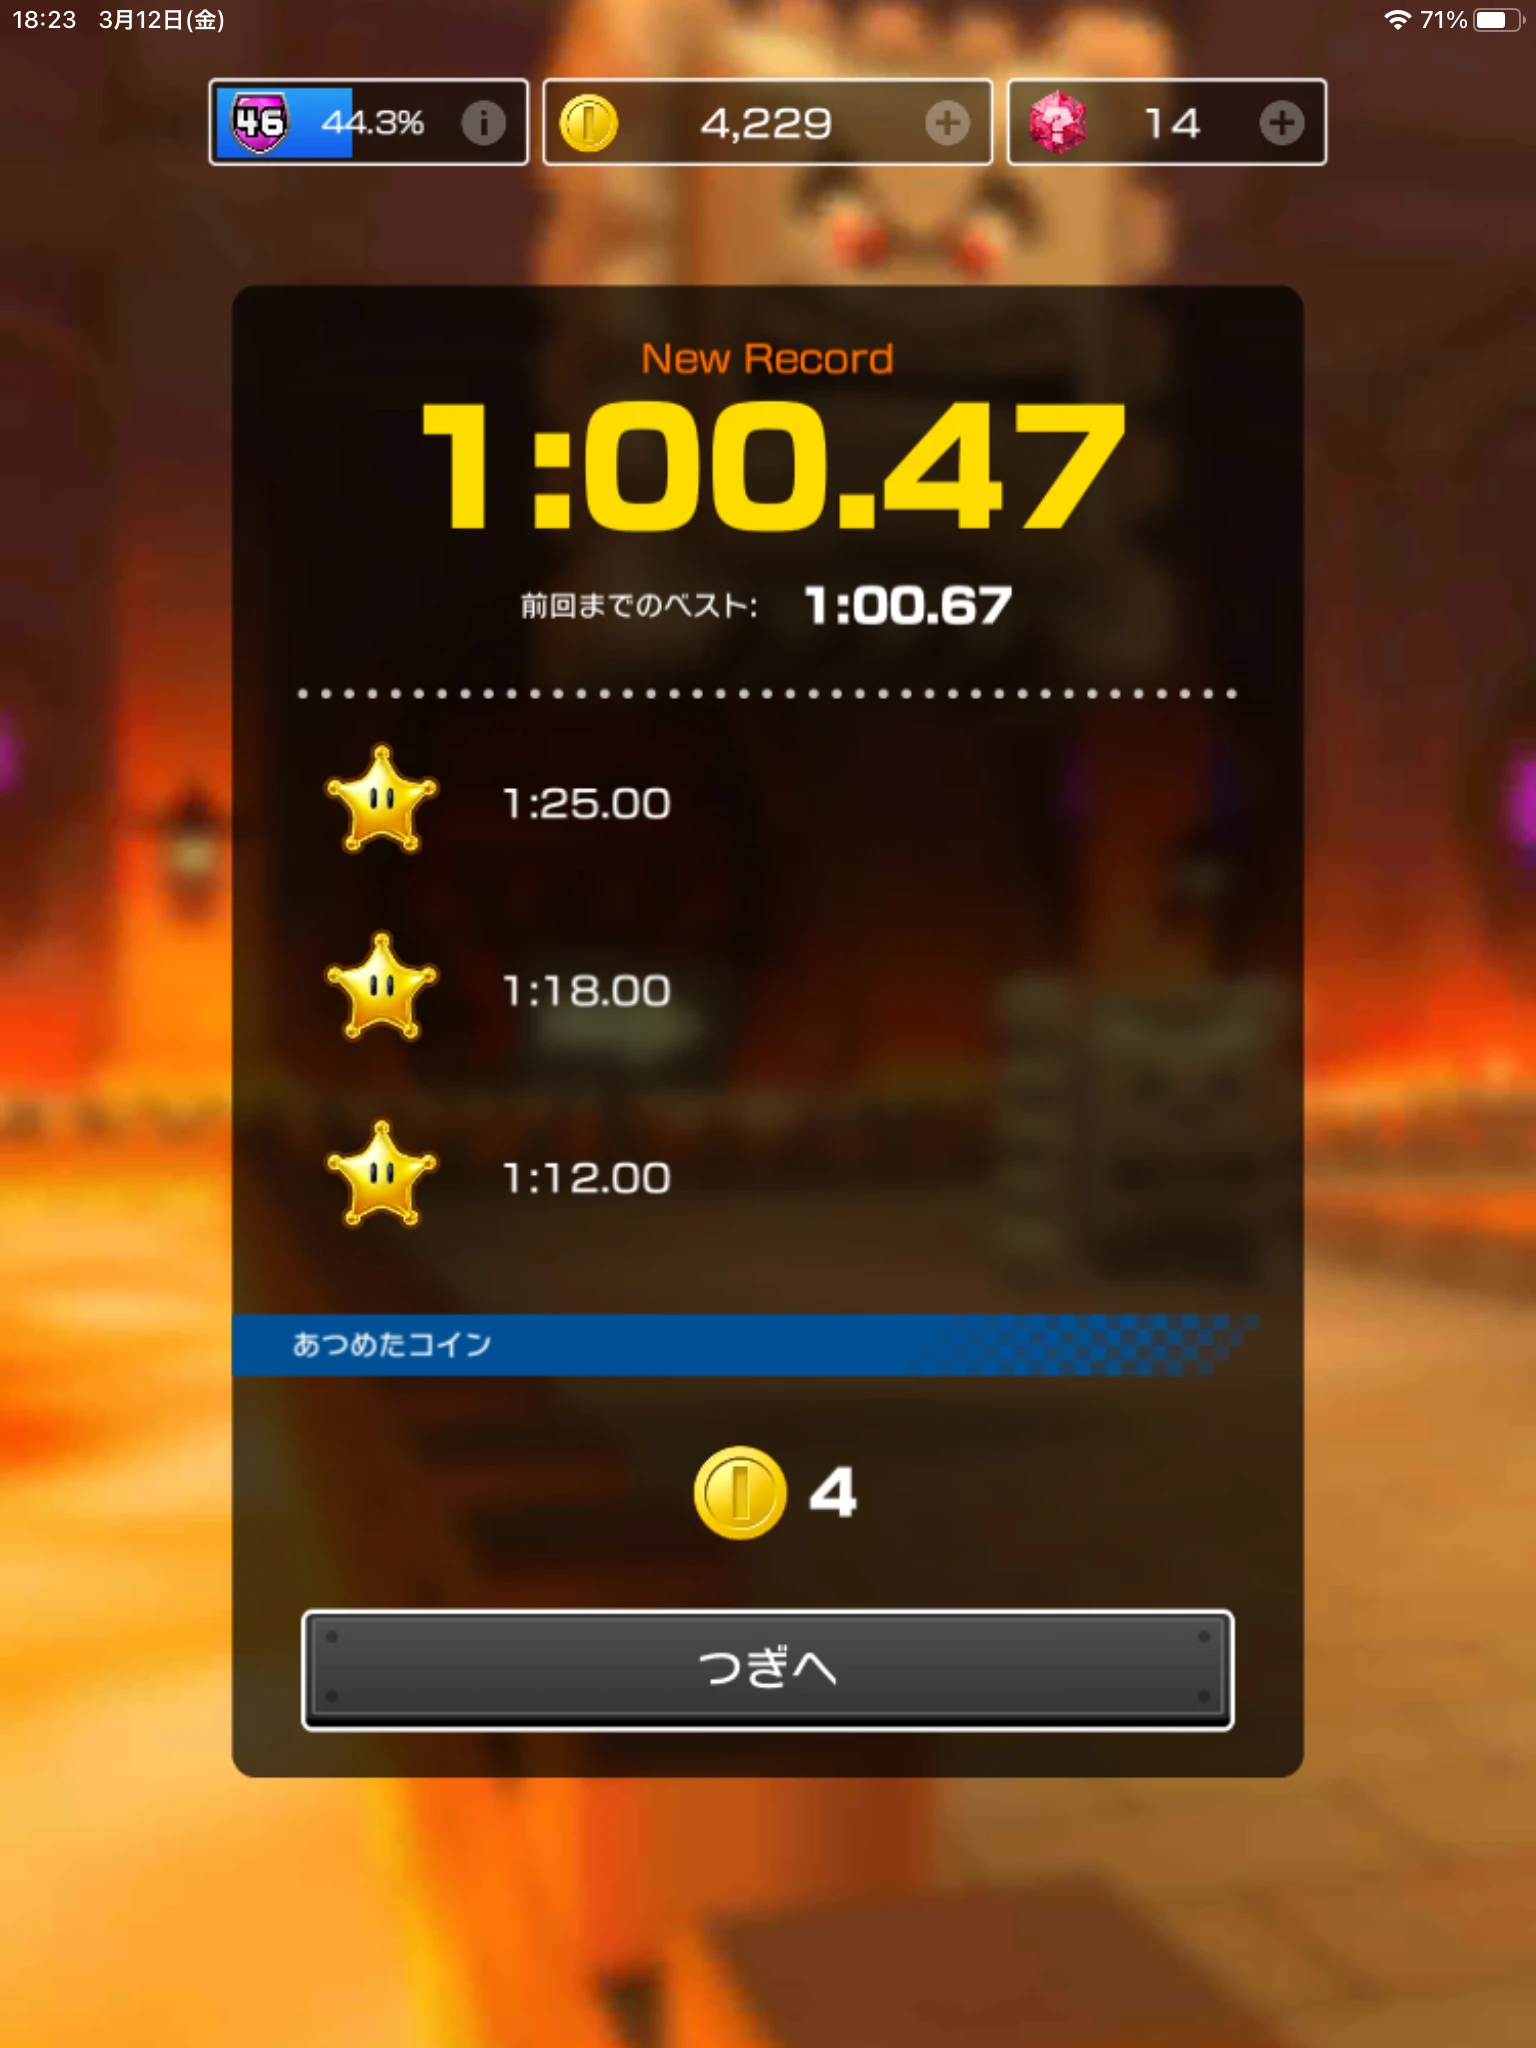 18:23 3月12日(金) 71%
46 44.3% 4,229 14
New Record
1:00.47
前回までのベスト: 1:00.67
1:25.00
1:18.00
1:12.00
あつめたコイン
4
つぎへ